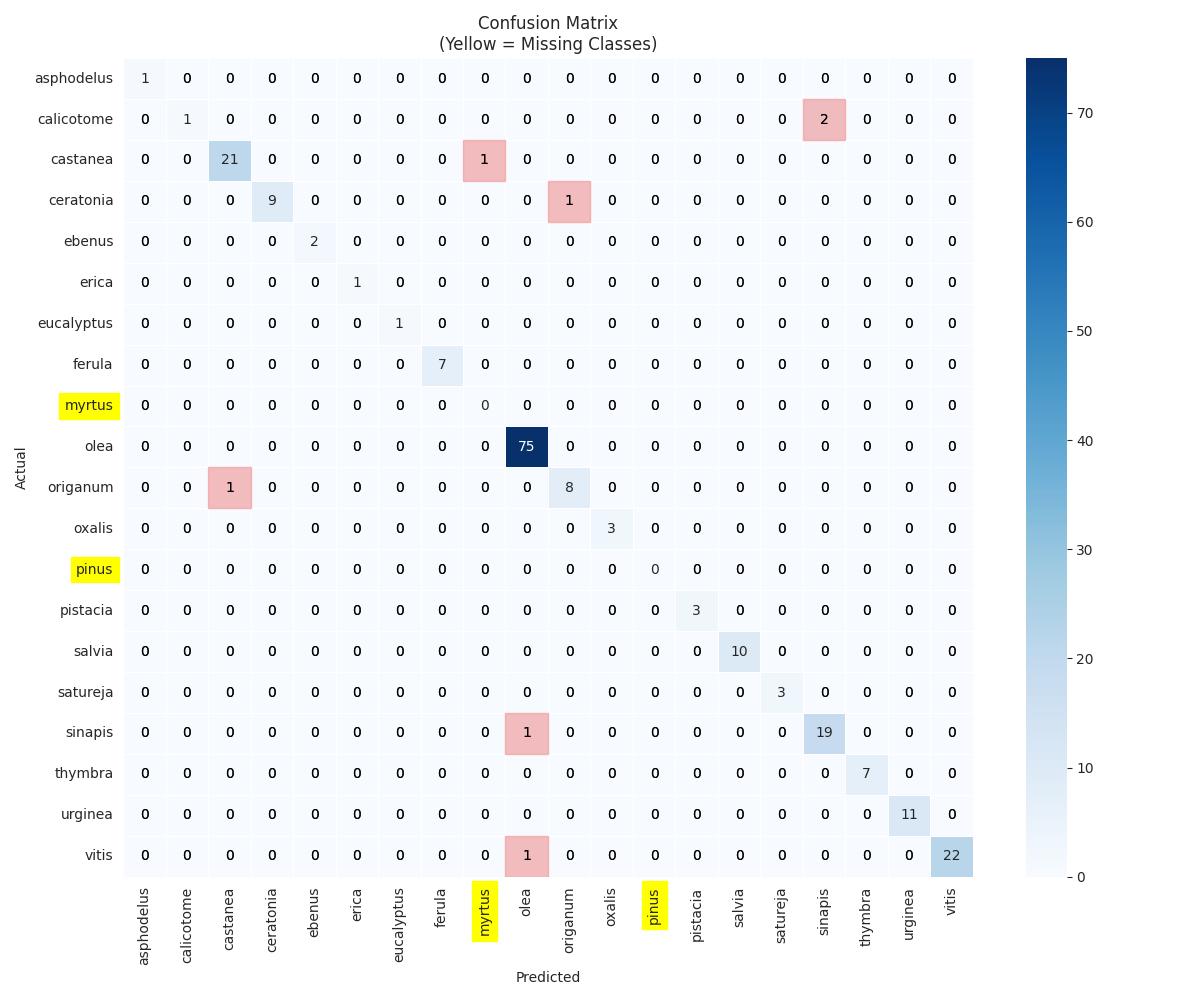 Confusion Matrix
(Yellow = Missing Classes)
asphodelus 1 0 0 0 0 0 0 0 0 0 0 0 0 0 0 0 0 0 0 0
calicotome 0 1 0 0 0 0 0 0 0 0 0 0 0 0 0 0 2 0 0 0
castanea 0 0 21 0 0 0 0 0 1 0 0 0 0 0 0 0 0 0 0 0
ceratonia 0 0 0 9 0 0 0 0 0 0 1 0 0 0 0 0 0 0 0 0
ebenus 0 0 0 0 2 0 0 0 0 0 0 0 0 0 0 0 0 0 0 0
erica 0 0 0 0 0 1 0 0 0 0 0 0 0 0 0 0 0 0 0 0
eucalyptus 0 0 0 0 0 0 1 0 0 0 0 0 0 0 0 0 0 0 0 0
ferula 0 0 0 0 0 0 0 7 0 0 0 0 0 0 0 0 0 0 0 0
myrtus 0 0 0 0 0 0 0 0 0 0 0 0 0 0 0 0 0 0 0 0
olea 0 0 0 0 0 0 0 0 0 75 0 0 0 0 0 0 0 0 0 0
origanum 0 0 1 0 0 0 0 0 0 0 8 0 0 0 0 0 0 0 0 0
oxalis 0 0 0 0 0 0 0 0 0 0 0 3 0 0 0 0 0 0 0 0
pinus 0 0 0 0 0 0 0 0 0 0 0 0 0 0 0 0 0 0 0 0
pistacia 0 0 0 0 0 0 0 0 0 0 0 0 0 3 0 0 0 0 0 0
salvia 0 0 0 0 0 0 0 0 0 0 0 0 0 0 10 0 0 0 0 0
satureja 0 0 0 0 0 0 0 0 0 0 0 0 0 0 0 3 0 0 0 0
sinapis 0 0 0 0 0 0 0 0 0 1 0 0 0 0 0 0 19 0 0 0
thymbra 0 0 0 0 0 0 0 0 0 0 0 0 0 0 0 0 0 7 0 0
urginea 0 0 0 0 0 0 0 0 0 0 0 0 0 0 0 0 0 0 11 0
vitis 0 0 0 0 0 0 0 0 0 1 0 0 0 0 0 0 0 0 0 22
Actual
asphodelus calicotome castanea ceratonia ebenus erica eucalyptus ferula myrtus olea origanum oxalis pinus pistacia salvia satureja sinapis thymbra urginea vitis
Predicted
70
60
50
40
30
20
10
0